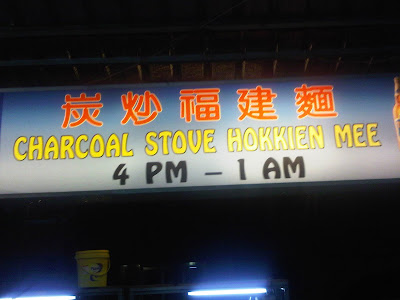 炭炒福建麵
CHARCOAL STOVE HOKKIEN MEE
4 PM – 1 AM